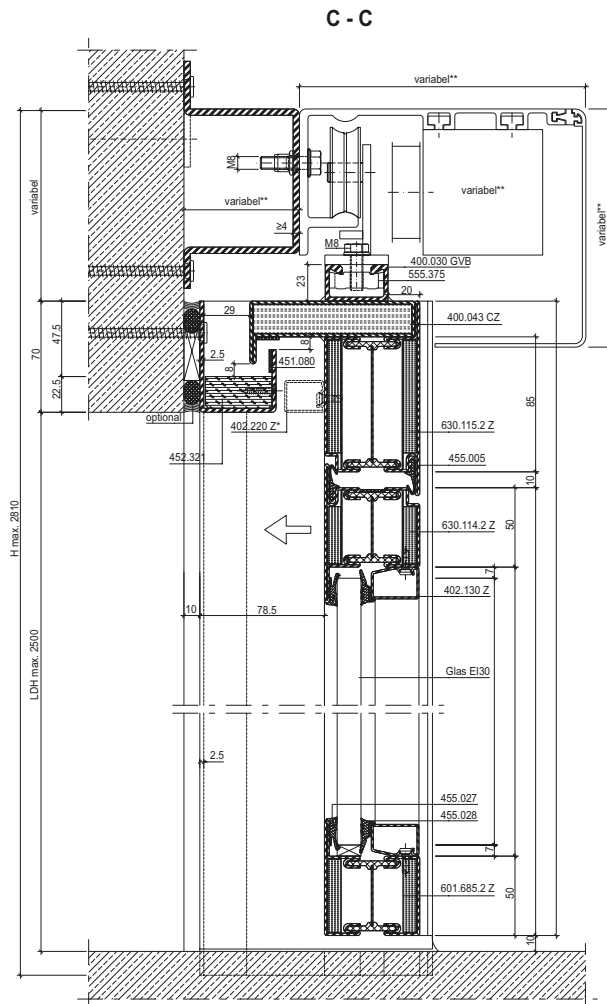 C - C
variabel**
M8
variabel**
variabel**
variabel**
variabel
≥4
M8
400.030 GVB
555.375
23
20
29
400.043 CZ
47.5
70
2.5
8
451.080
8
22.5
optional
402.220 Z*
630.115.2 Z
85
452.321
455.005
10
630.114.2 Z
50
7
402.130 Z
H max. 2810
LDH max. 2500
10
78.5
Glas EI30
2.5
455.027
455.028
7
601.685.2 Z
50
10